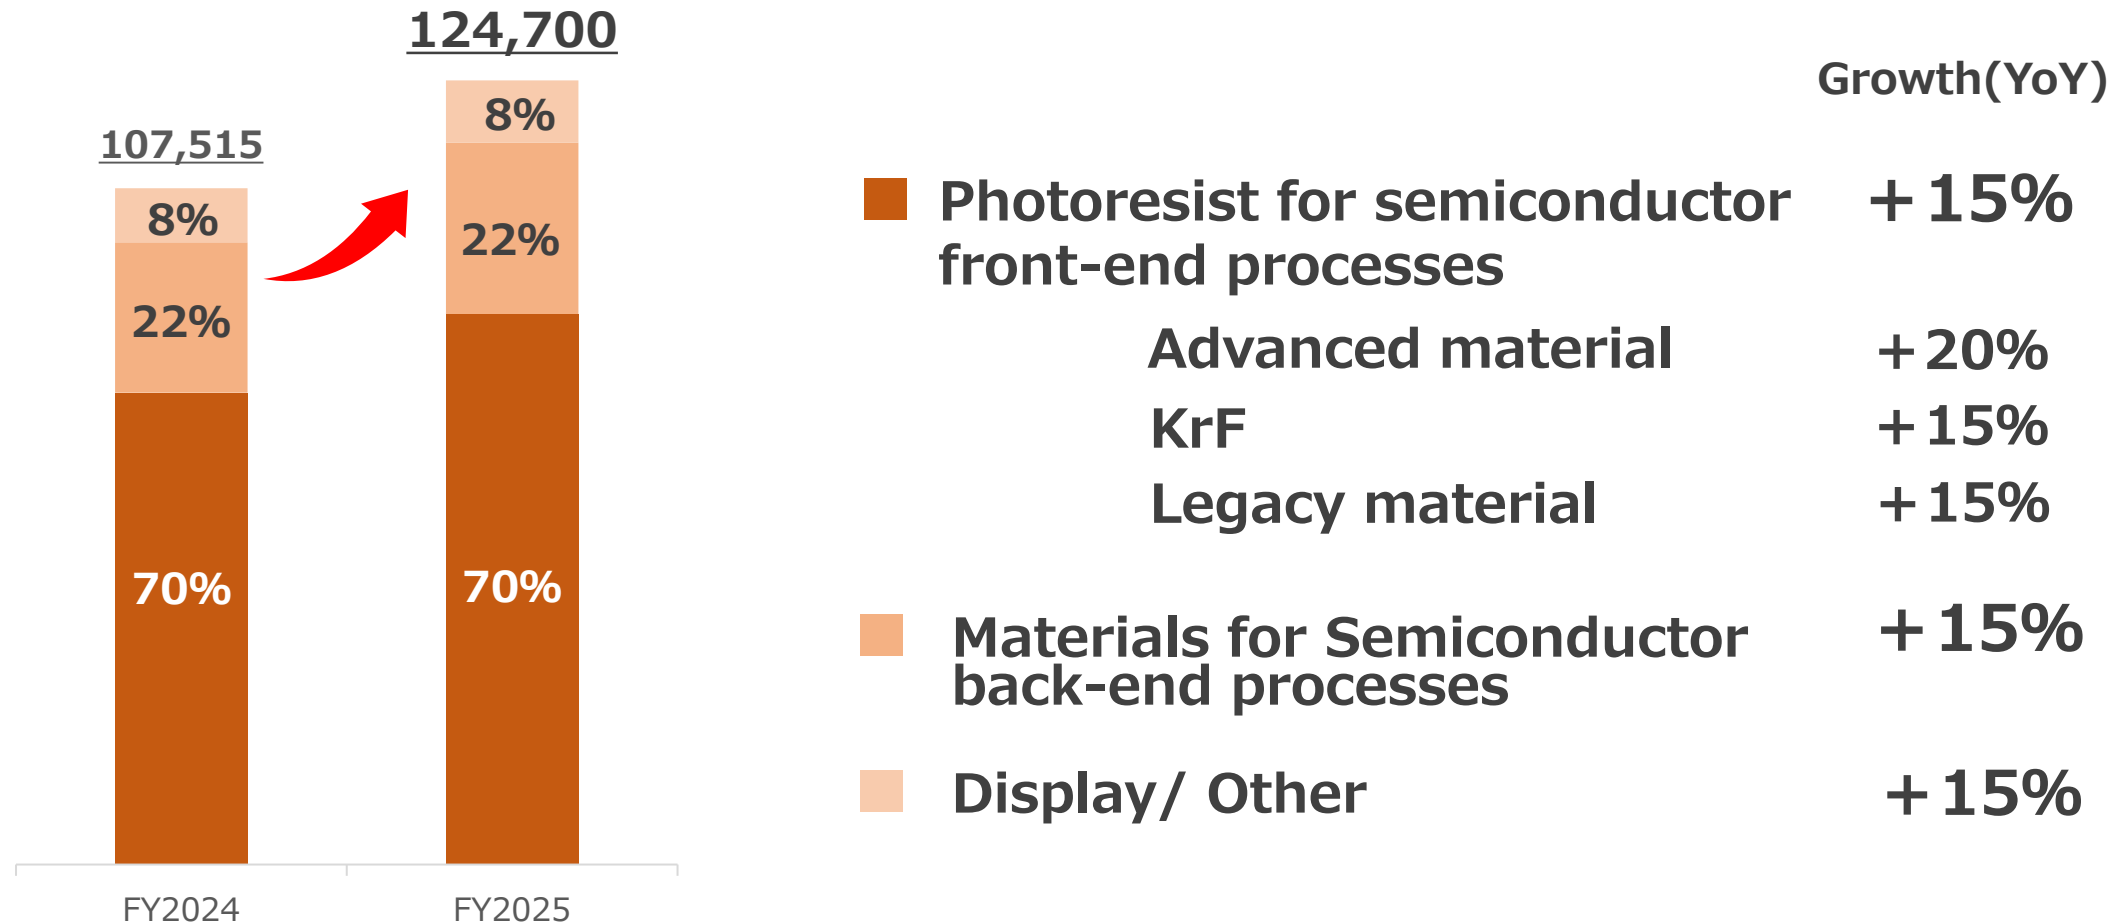 124,700
107,515
8%
22%
70%
8%
22%
70%
FY2024
FY2025
Growth(YoY)
Photoresist for semiconductor +15%
front-end processes
Advanced material +20%
KrF +15%
Legacy material +15%
Materials for Semiconductor +15%
back-end processes
Display/ Other +15%